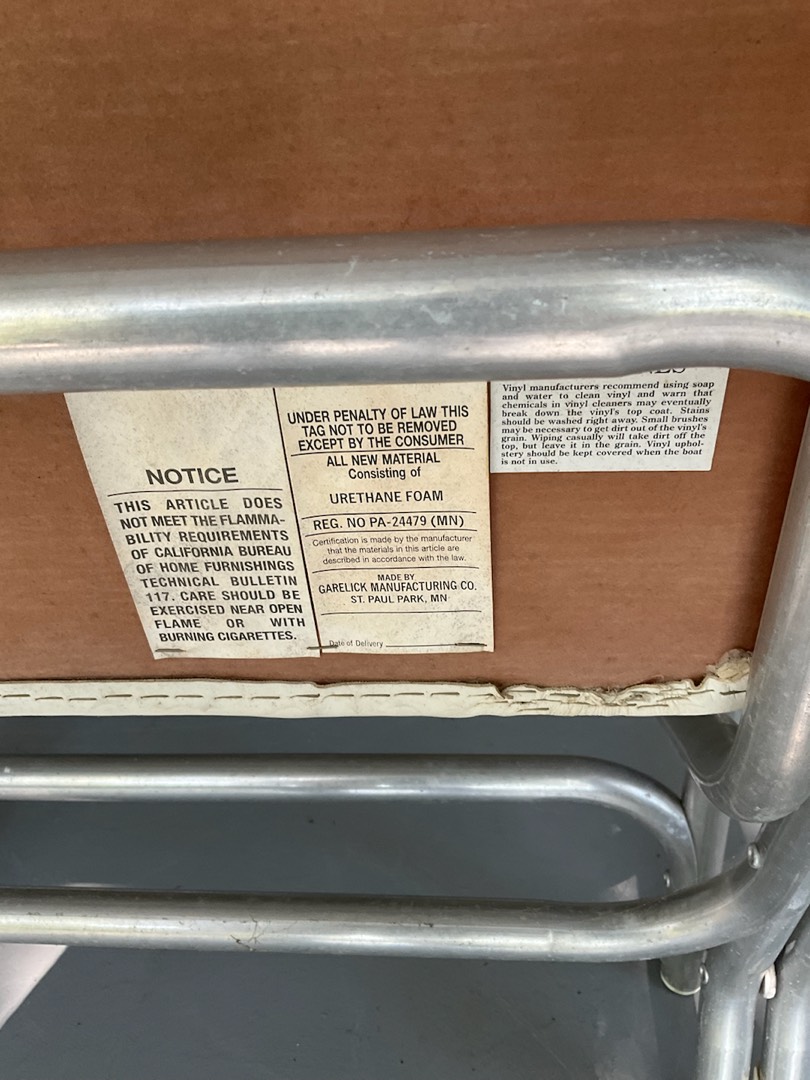 NOTICE
THIS ARTICLE DOES
NOT MEET THE FLAMMA-
BILITY REQUIREMENTS
OF CALIFORNIA BUREAU
OF HOME FURNISHINGS
TECHNICAL BULLETIN
117. CARE SHOULD BE
EXERCISED NEAR OPEN
FLAME OR WITH
BURNING CIGARETTES.
UNDER PENALTY OF LAW THIS
TAG NOT TO BE REMOVED
EXCEPT BY THE CONSUMER
ALL NEW MATERIAL
Consisting of
URETHANE FOAM
REG. NO PA-24479 (MN)
Certification is made by the manufacturer
that the materials in this article are
described in accordance with the law.
MADE BY
GARELICK MANUFACTURING CO.
ST. PAUL PARK, MN
Date of Delivery
Vinyl manufacturers recommend using soap
and water to clean vinyl and warn that
chemicals in vinyl cleaners may eventually
break down the vinyl's top coat. Stains
should be washed right away. Small brushes
may be necessary to get dirt out of the vinyl's
grain. Wiping casually will take dirt off the
top, but leave it in the grain. Vinyl uphol-
stery should be kept covered when the boat
is not in use.